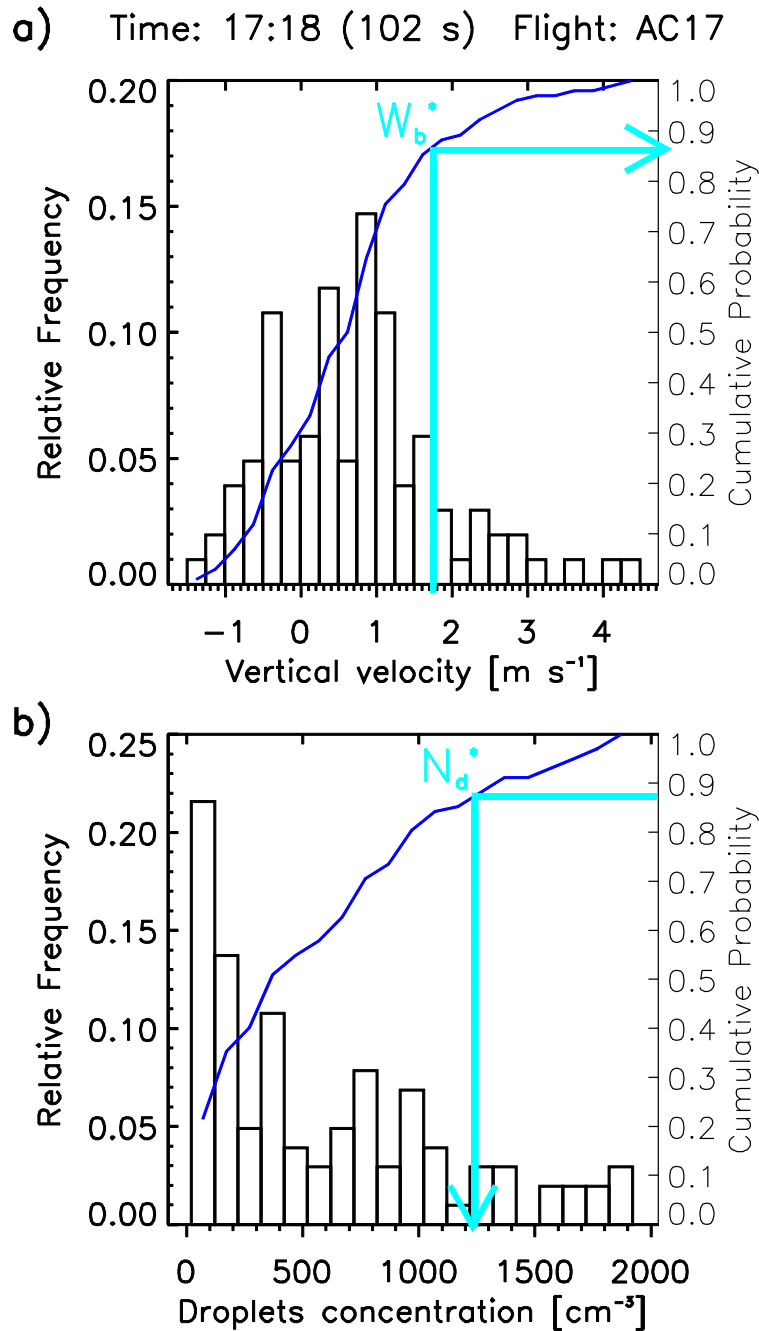 a) Time: 17:18 (102 s) Flight: AC17
W_b*
Relative Frequency
0.20
0.15
0.10
0.05
0.00
1.0
0.9
0.8
0.7
0.6
0.5
0.4
0.3
0.2
0.1
0.0
Cumulative Probability
−1 0 1 2 3 4
Vertical velocity [m s⁻¹]
b)
N_d*
Relative Frequency
0.25
0.20
0.15
0.10
0.05
0.00
1.0
0.9
0.8
0.7
0.6
0.5
0.4
0.3
0.2
0.1
0.0
Cumulative Probability
0 500 1000 1500 2000
Droplets concentration [cm⁻³]